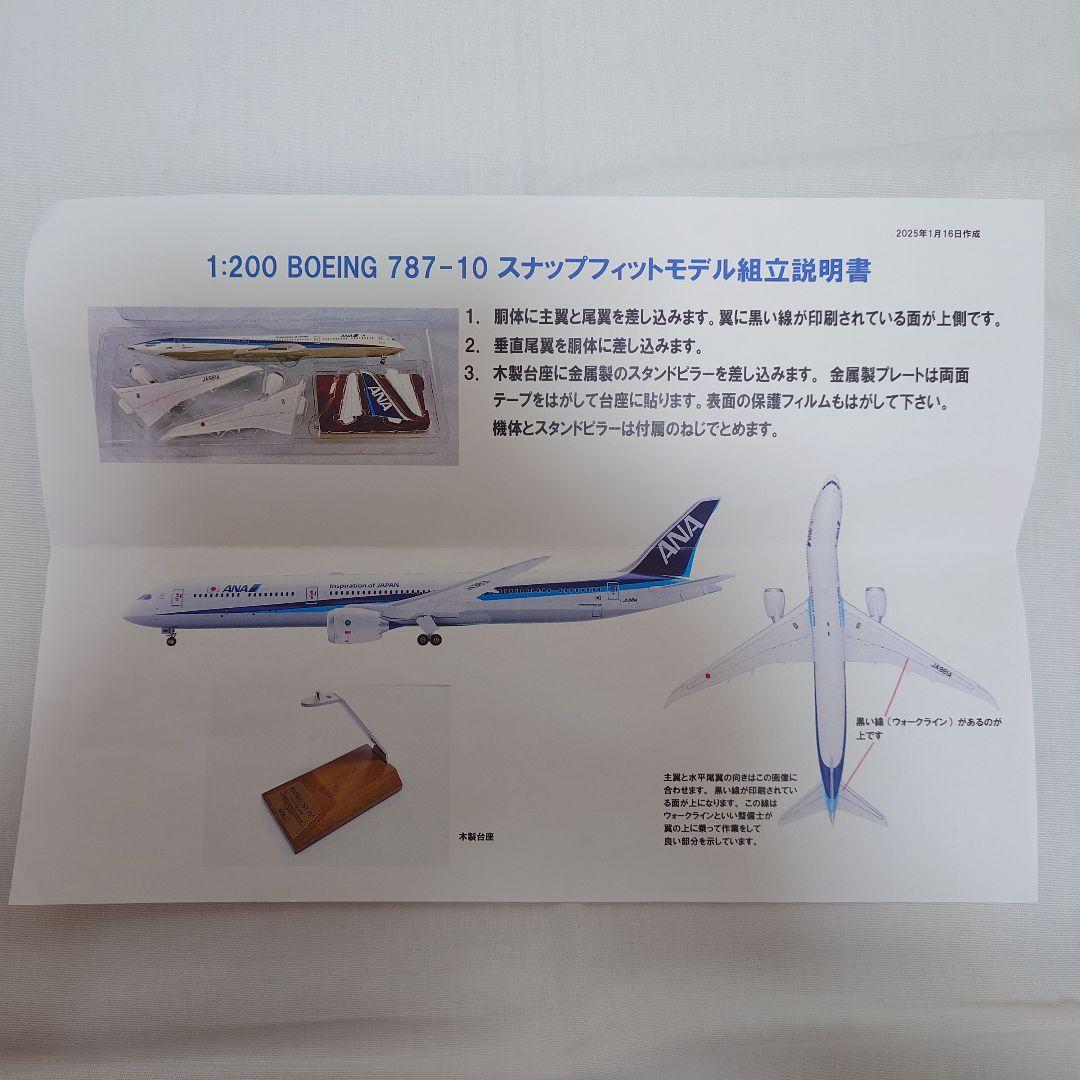 2025年1月16日作成
1:200 BOEING 787-10 スナップフィットモデル組立説明書
1. 胴体に主翼と尾翼を差し込みます。翼に黒い線が印刷されている面が上側です。
2. 垂直尾翼を胴体に差し込みます。
3. 木製台座に金属製のスタンドピラーを差し込みます。 金属製プレートは両面
テープをはがして台座に貼ります。表面の保護フィルムもはがして下さい。
機体とスタンドピラーは付属のねじでとめます。
ANA
JA981A
ANA
ANA
ANA
Inspiration of JAPAN
JA981A
JA981A
黒い線（ウォークライン）があるのが
上です
主翼と水平尾翼の向きはこの画像に
合わせます。 黒い線が印刷されてい
る面が上になります。 この線は
ウォークラインといい整備士が
翼の上に乗って作業をして
良い部分を示しています。
木製台座